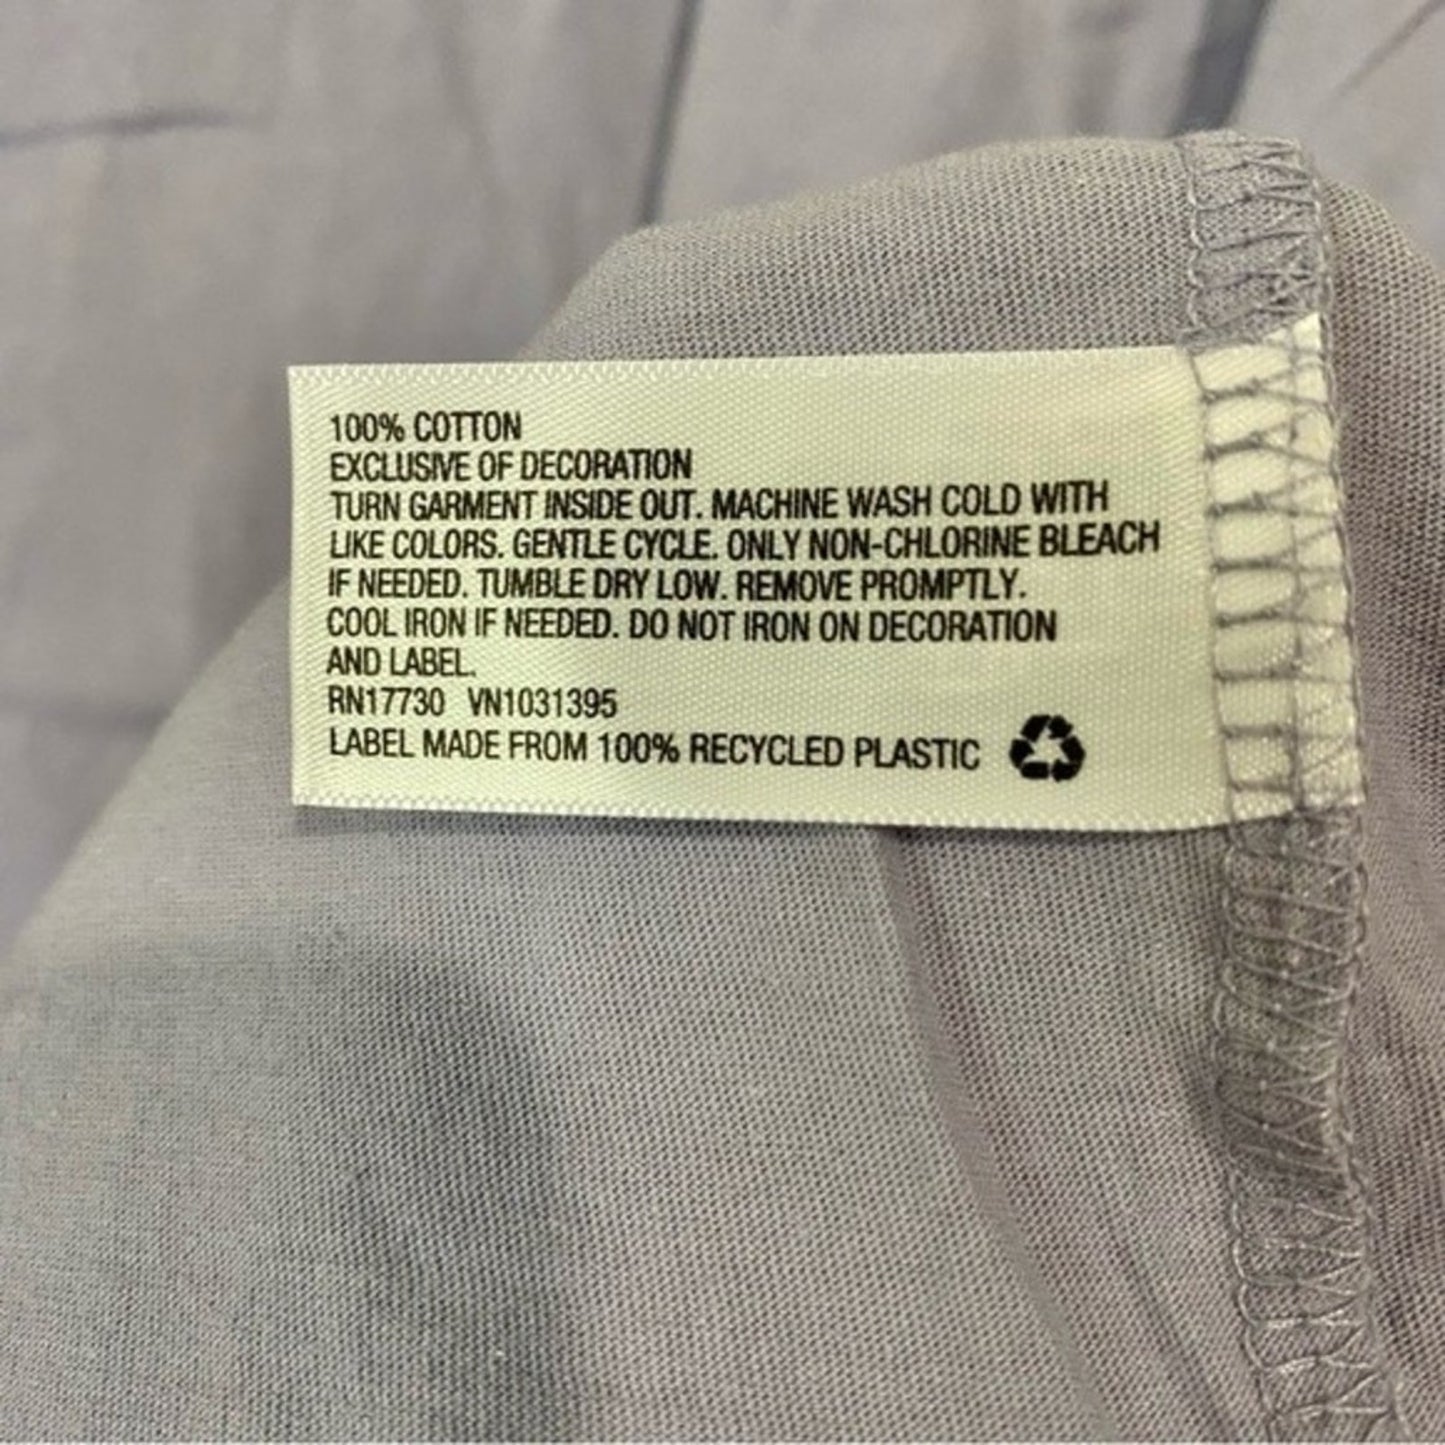 100% COTTON
EXCLUSIVE OF DECORATION
TURN GARMENT INSIDE OUT. MACHINE WASH COLD WITH
LIKE COLORS. GENTLE CYCLE. ONLY NON-CHLORINE BLEACH
IF NEEDED. TUMBLE DRY LOW. REMOVE PROMPTLY.
COOL IRON IF NEEDED. DO NOT IRON ON DECORATION
AND LABEL.
RN17730 VN1031395
LABEL MADE FROM 100% RECYCLED PLASTIC